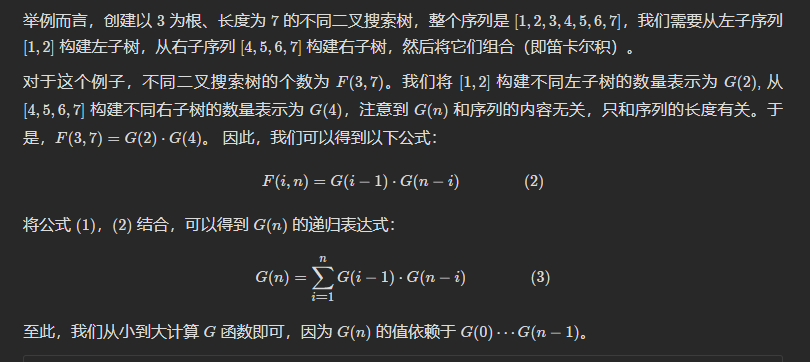 举例而言，创建以 3 为根、长度为 7 的不同二叉搜索树，整个序列是 [1, 2, 3, 4, 5, 6, 7]，我们需要从左子序列
[1, 2] 构建左子树，从右子序列 [4, 5, 6, 7] 构建右子树，然后将它们组合（即笛卡尔积）。
对于这个例子，不同二叉搜索树的个数为 F(3, 7)。我们将 [1, 2] 构建不同左子树的数量表示为 G(2), 从
[4, 5, 6, 7] 构建不同右子树的数量表示为 G(4)，注意到 G(n) 和序列的内容无关，只和序列的长度有关。于
是，F(3, 7) = G(2) · G(4)。 因此，我们可以得到以下公式：
F(i, n) = G(i − 1) · G(n − i) (2)
将公式 (1)，(2) 结合，可以得到 G(n) 的递归表达式：
G(n) = ∑_{i=1}^{n} G(i − 1) · G(n − i) (3)
至此，我们从小到大计算 G 函数即可，因为 G(n) 的值依赖于 G(0) ⋯ G(n − 1)。